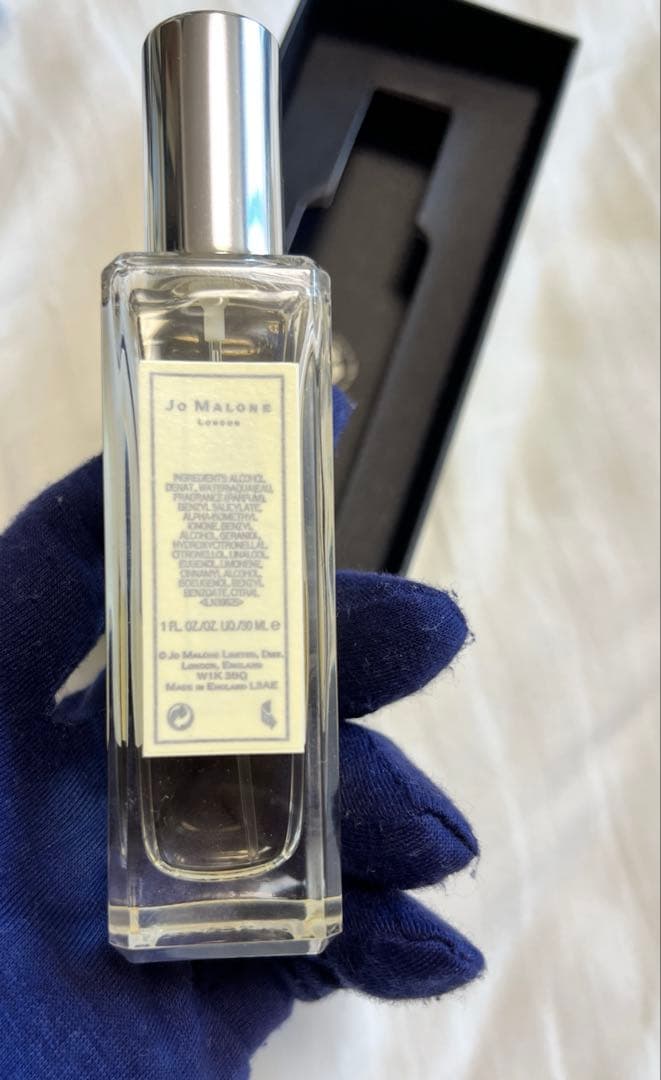 JO MALONE
LONDON
INGREDIENTS: ALCOHOL
DENAT., WATER\AQUA\EAU,
FRAGRANCE (PARFUM),
BENZYL SALICYLATE,
ALPHA-ISOMETHYL
IONONE, BENZYL
ALCOHOL, GERANIOL,
HYDROXYCITRONELLAL,
CITRONELLOL, LINALOOL,
EUGENOL, LIMONENE,
CINNAMYL ALCOHOL,
ISOEUGENOL, BENZYL
BENZOATE, CITRAL
1 FL. OZ./OZ. LIQ./30 ML ℮
© JO MALONE LIMITED, DIST.
LONDON, ENGLAND
W1K 3BQ
MADE IN ENGLAND L3AE